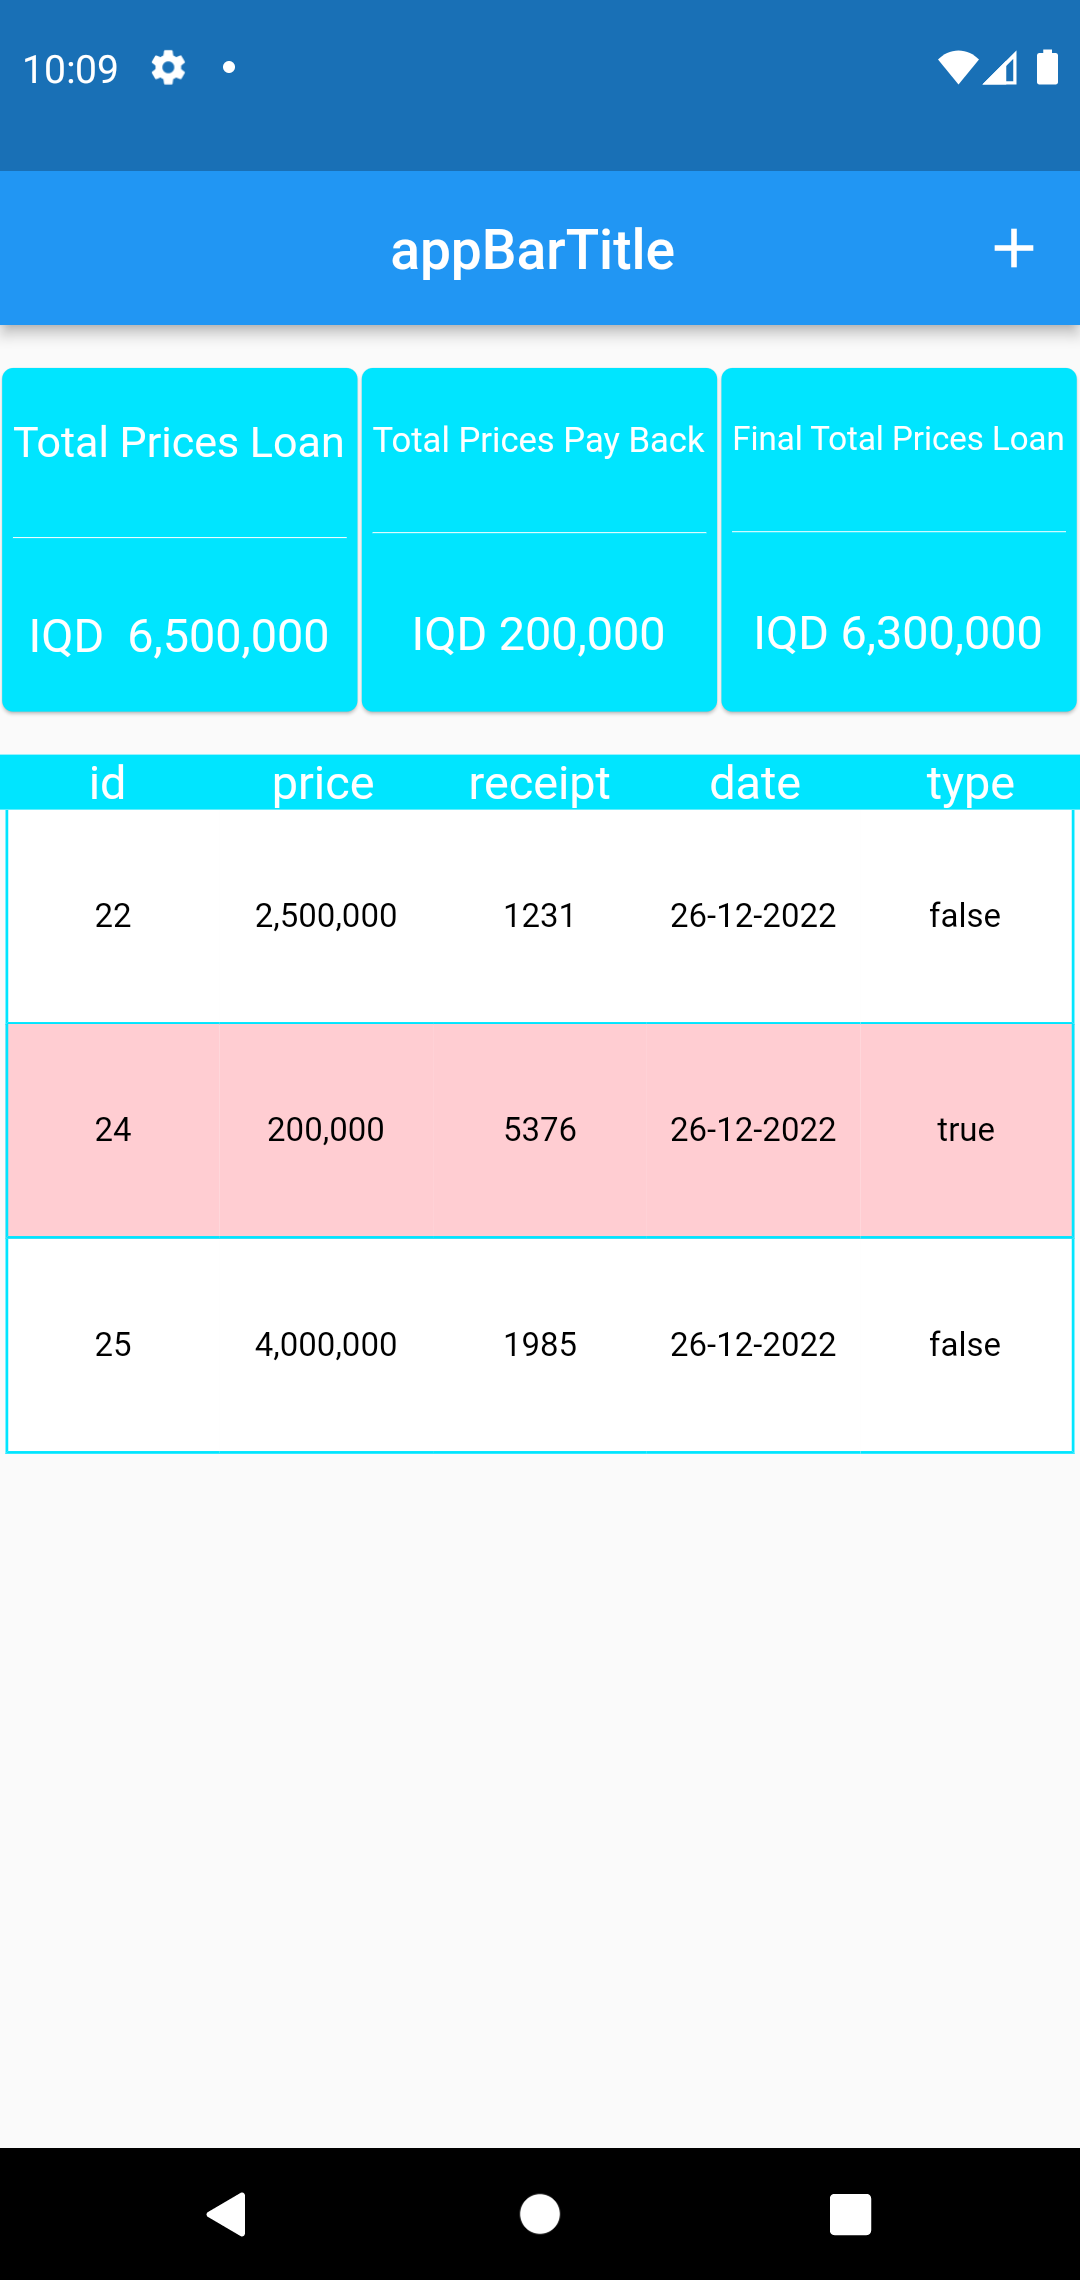 10:09
appBarTitle
Total Prices Loan Total Prices Pay Back Final Total Prices Loan
IQD 6,500,000 IQD 200,000 IQD 6,300,000
id price receipt date type
22 2,500,000 1231 26-12-2022 false
24 200,000 5376 26-12-2022 true
25 4,000,000 1985 26-12-2022 false